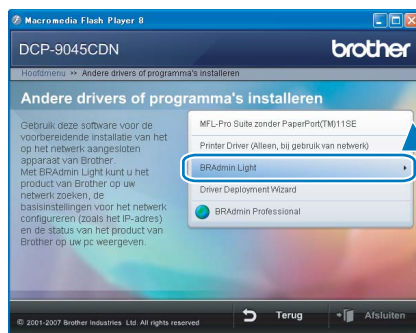 Macromedia Flash Player 8
DCP-9045CDN
brother
Hoofdmenu >> Andere drivers of programma's installeren
Andere drivers of programma's installeren
Gebruik deze software voor de
voorbereidende installatie van het
op het netwerk aangesloten
apparaat van Brother.
Met BRAdmin Light kunt u het
product van Brother op uw
netwerk zoeken, de
basisinstellingen voor het netwerk
configureren (zoals het IP-adres)
en de status van het product van
Brother op uw pc weergeven.
MFL-Pro Suite zonder PaperPort(TM)11SE
Printer Driver (Alleen, bij gebruik van netwerk)
BRAdmin Light
Driver Deployment Wizard
BRAdmin Professional
© 2001-2007 Brother Industries Ltd. All rights reserved
Terug
Afsluiten